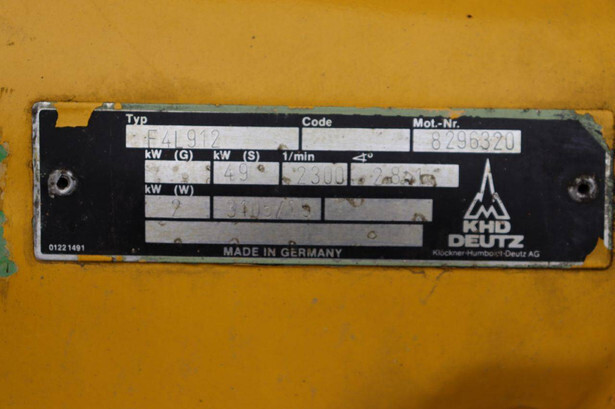 Typ Code Mot.-Nr.
F4L912 8296320
kW (G) kW (S) 1/min
49 2300
kW (W)
KHD
DEUTZ
01221491 MADE IN GERMANY Klöckner-Humboldt-Deutz AG